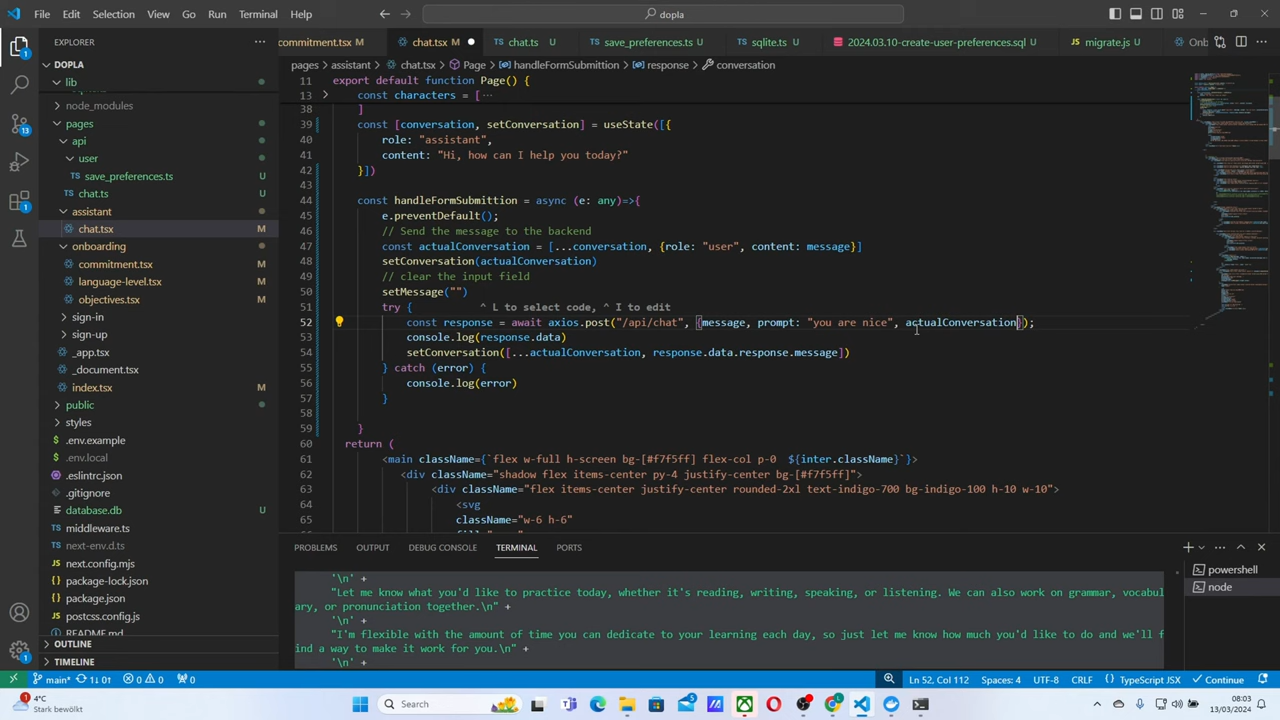 File Edit Selection View Go Run Terminal Help
dopla
EXPLORER
commitment.tsx M
chat.tsx M
chat.ts U
save_preferences.ts U
sqlite.ts U
2024.03.10-create-user-preferences.sql U
migrate.js U
pages > assistant > chat.tsx > Page > handleFormSubmittion > response > conversation
DOPLA
lib
node_modules
pages
api
user
save_preferences.ts U
chat.ts U
assistant
chat.tsx M
onboarding
commitment.tsx M
language-level.tsx M
objectives.tsx M
sign-in
sign-up
_app.tsx
_document.tsx
index.tsx M
public
styles
.env.example
.env.local
.eslintrc.json
.gitignore
database.db U
middleware.ts
next-env.d.ts
next.config.mjs
package-lock.json
package.json
postcss.config.js
README.md
OUTLINE
TIMELINE
11 export default function Page() {
13 const characters = [···
38 ]
39 const [conversation, setConversation] = useState([{
40 role: "assistant",
41 content: "Hi, how can I help you today?"
42 }])
43
44 const handleFormSubmittion= async (e: any)=>{
45 e.preventDefault();
46 // Send the message to the backend
47 const actualConversation = [...conversation, {role: "user", content: message}]
48 setConversation(actualConversation)
49 // clear the input field
50 setMessage("")
51 try {
^ L to select code, ^ I to edit
52 const response = await axios.post("/api/chat", {message, prompt: "you are nice", actualConversation});
53 console.log(response.data)
54 setConversation([...actualConversation, response.data.response.message])
55 } catch (error) {
56 console.log(error)
57 }
58
59 }
60 return (
61 <main className={`flex w-full h-screen bg-[#f7f5ff] flex-col p-0 ${inter.className}`}>
62 <div className="shadow flex items-center py-4 justify-center bg-[#f7f5ff]">
63 <div className="flex items-center justify-center rounded-2xl text-indigo-700 bg-indigo-100 h-10 w-10">
64 <svg
65 className="w-6 h-6"
PROBLEMS OUTPUT DEBUG CONSOLE TERMINAL PORTS
powershell
node
'\n' +
"Let me know what you'd like to practice today, whether it's reading, writing, speaking, or listening. We can also work on grammar, vocabul
ary, or pronunciation together.\n" +
'\n' +
"I'm flexible with the amount of time you can dedicate to your learning each day, so just let me know how much you'd like to do and we'll f
ind a way to make it work for you.\n" +
'\n' +
main* 1↓ 0↑ 0 0 0
Ln 52, Col 112 Spaces: 4 UTF-8 CRLF TypeScript JSX Continue
4°C
Stark bewölkt
Search
08:03
13/03/2024